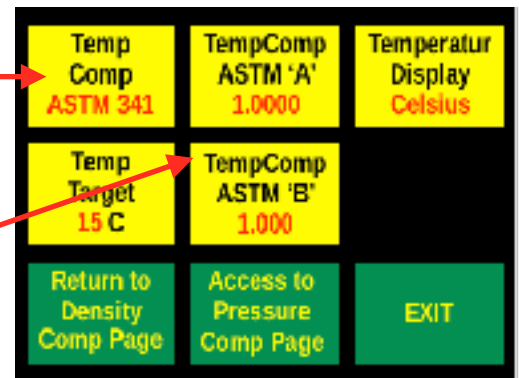 Temp
Comp
ASTM 341
TempComp
ASTM 'A'
1.0000
Temperatur
Display
Celsius
Temp
Target
15 C
TempComp
ASTM 'B'
1.000
Return to
Density
Comp Page
Access to
Pressure
Comp Page
EXIT